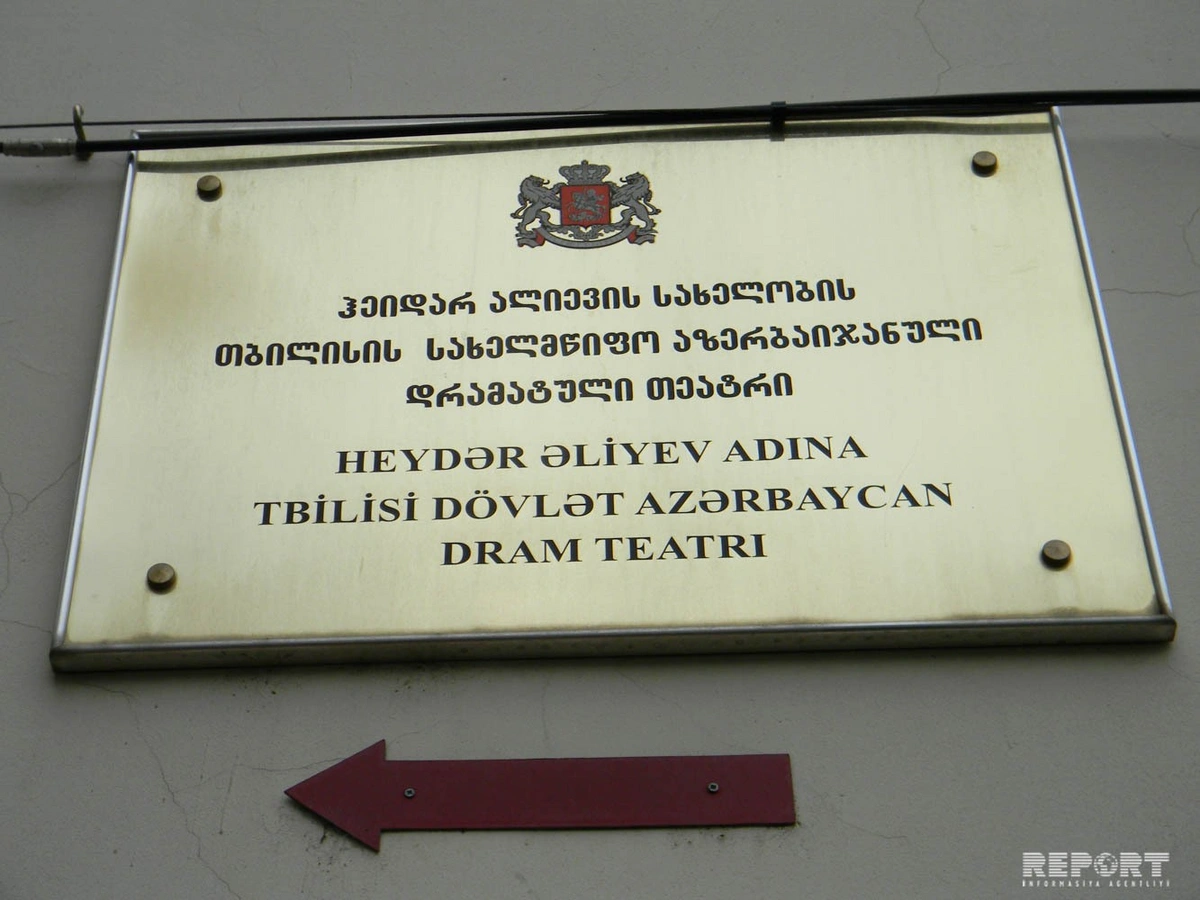 ჰეიდარ ალიევის სახელობის
თბილისის სახელმწიფო აზერბაიჯანული
დრამატული თეატრი
HEYDƏR ƏLİYEV ADINA
TBİLİSİ DÖVLƏT AZƏRBAYCAN
DRAM TEATRI
REPORT
İNFORMASİYA AGENTLİYİ